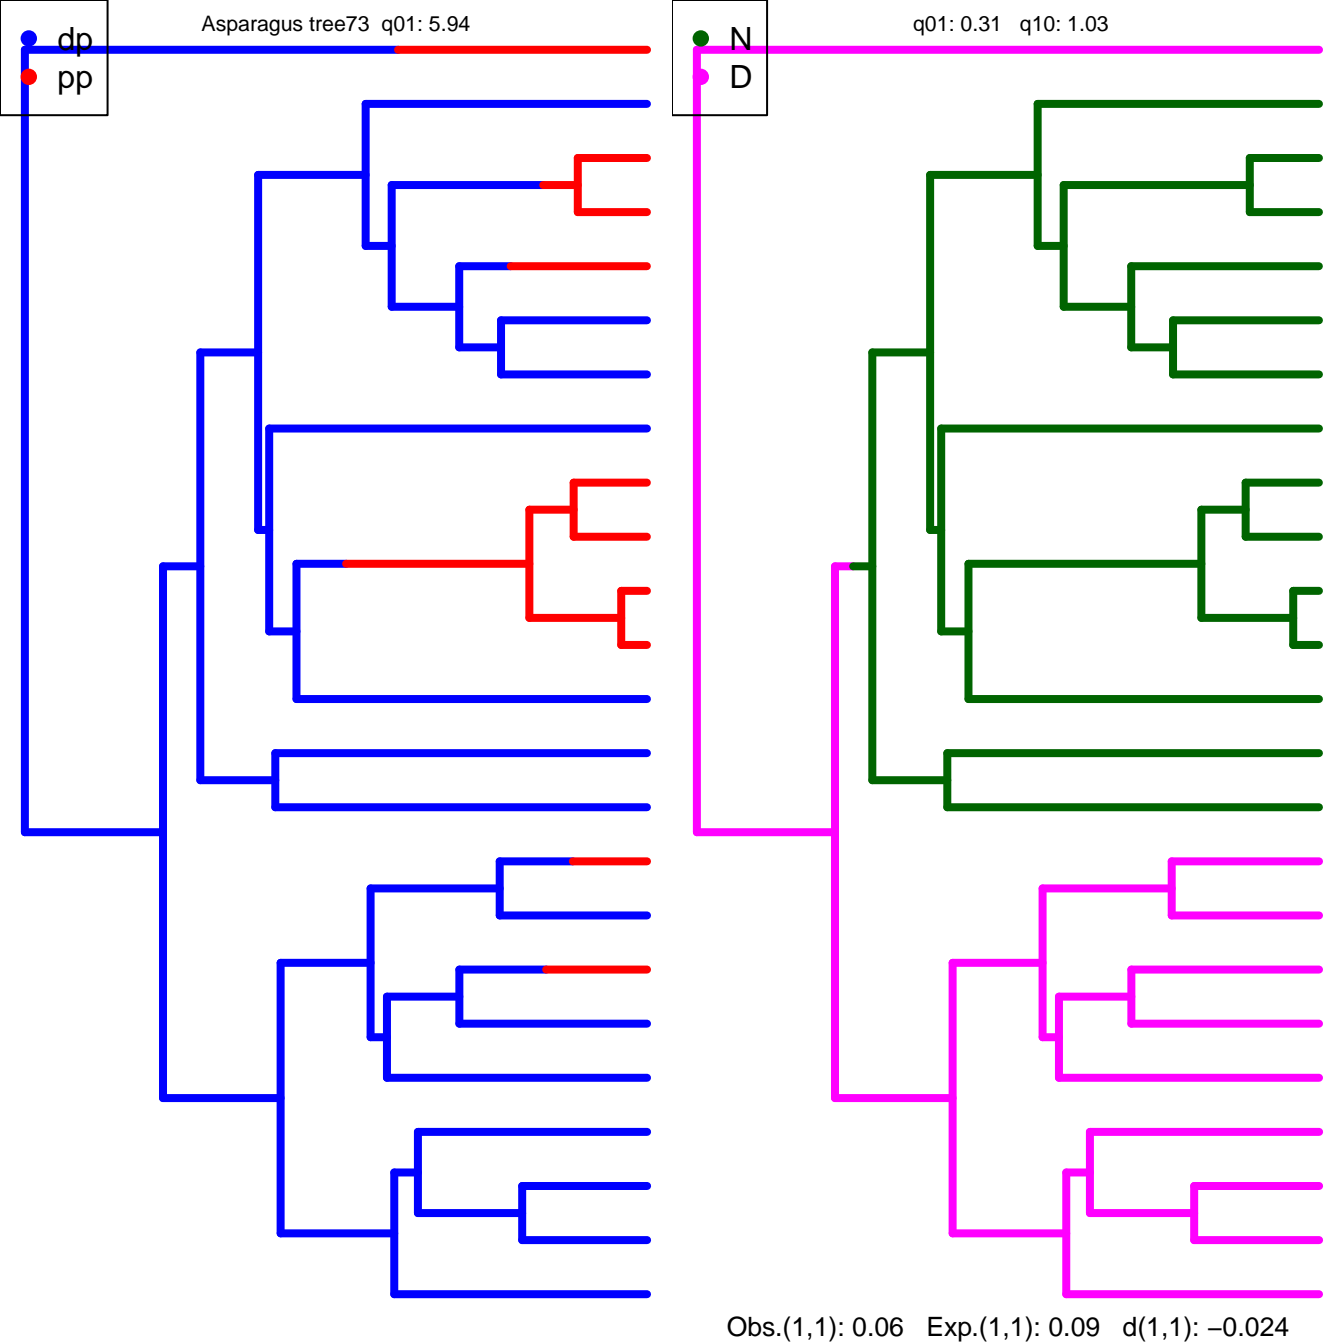 Asparagus tree73 q01: 5.94
dp
pp
q01: 0.31 q10: 1.03
N
D
Obs.(1,1): 0.06 Exp.(1,1): 0.09 d(1,1): −0.024